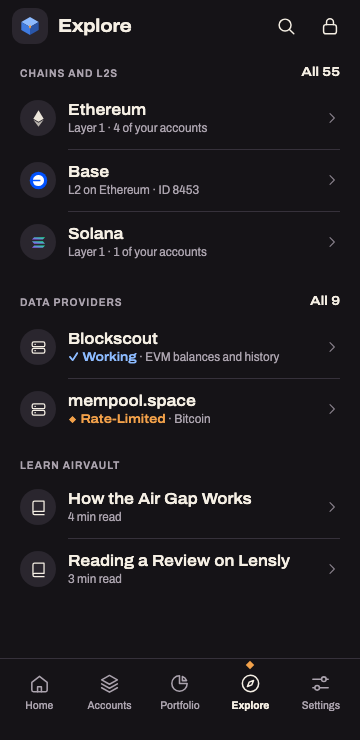 Explore
CHAINS AND L2S
All 55
Ethereum
Layer 1 · 4 of your accounts
Base
L2 on Ethereum · ID 8453
Solana
Layer 1 · 1 of your accounts
DATA PROVIDERS
All 9
Blockscout
Working · EVM balances and history
mempool.space
Rate-Limited · Bitcoin
LEARN AIRVAULT
How the Air Gap Works
4 min read
Reading a Review on Lensly
3 min read
Home
Accounts
Portfolio
Explore
Settings